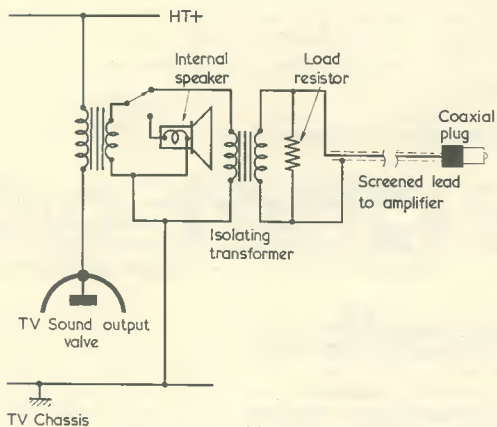 HT+
Internal
speaker
Load
resistor
Coaxial
plug
Screened lead
to amplifier
Isolating
transformer
TV Sound output
valve
TV Chassis